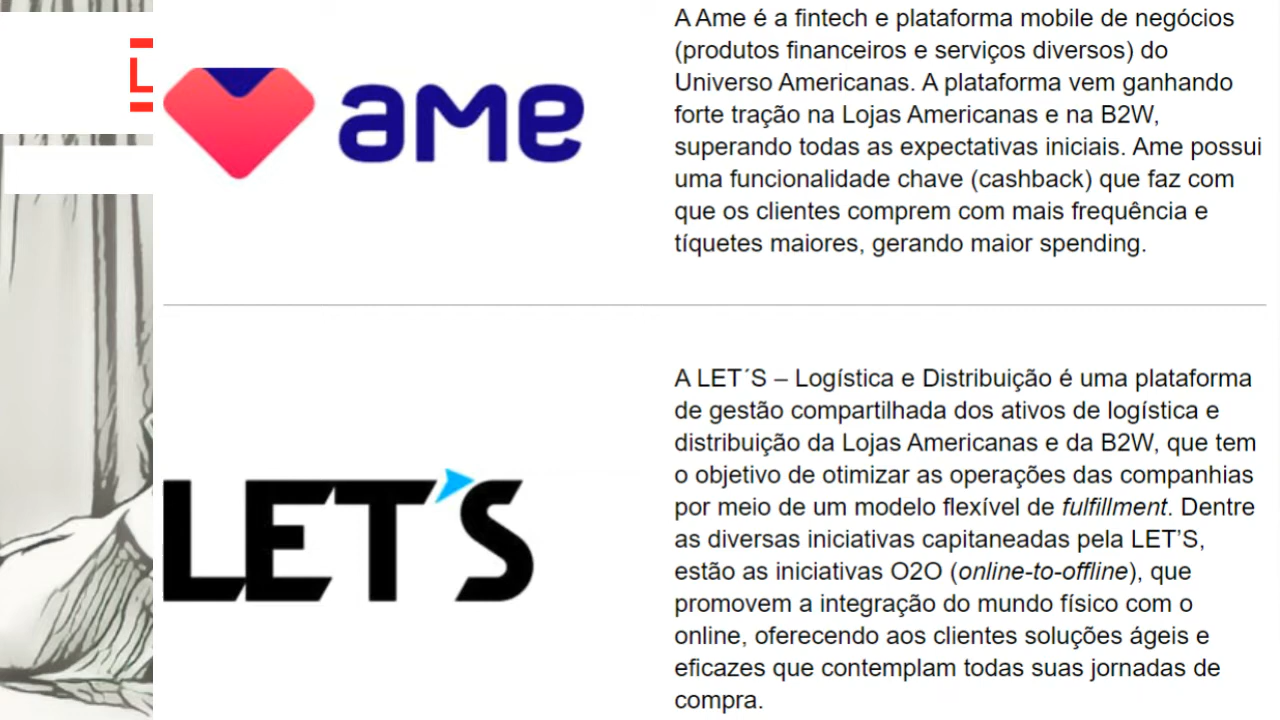 ame
A Ame é a fintech e plataforma mobile de negócios
(produtos financeiros e serviços diversos) do
Universo Americanas. A plataforma vem ganhando
forte tração na Lojas Americanas e na B2W,
superando todas as expectativas iniciais. Ame possui
uma funcionalidade chave (cashback) que faz com
que os clientes comprem com mais frequência e
tíquetes maiores, gerando maior spending.
LET'S
A LET´S – Logística e Distribuição é uma plataforma
de gestão compartilhada dos ativos de logística e
distribuição da Lojas Americanas e da B2W, que tem
o objetivo de otimizar as operações das companhias
por meio de um modelo flexível de fulfillment. Dentre
as diversas iniciativas capitaneadas pela LET’S,
estão as iniciativas O2O (online-to-offline), que
promovem a integração do mundo físico com o
online, oferecendo aos clientes soluções ágeis e
eficazes que contemplam todas suas jornadas de
compra.